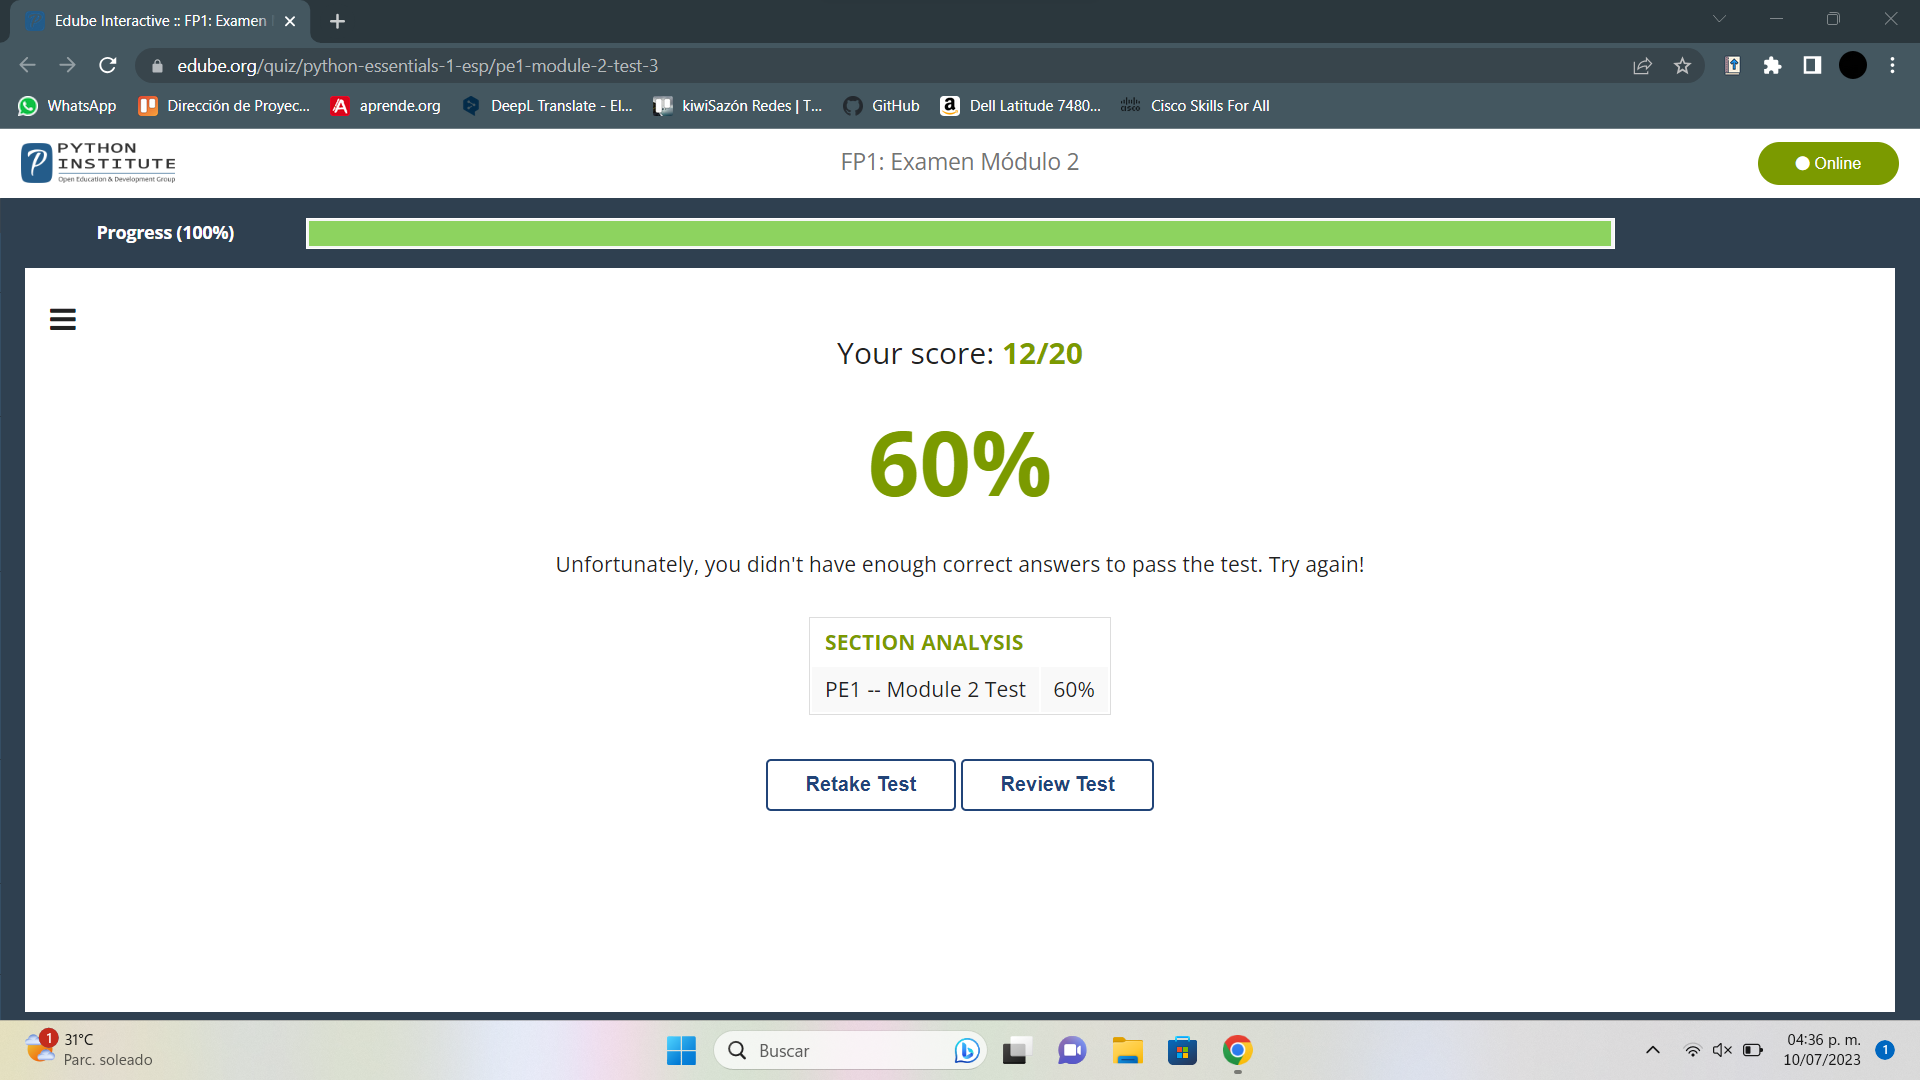 Edube Interactive :: FP1: Examen
edube.org/quiz/python-essentials-1-esp/pe1-module-2-test-3
WhatsApp
Dirección de Proyec...
aprende.org
DeepL Translate - El...
kiwiSazón Redes | T...
GitHub
Dell Latitude 7480...
Cisco Skills For All
PYTHON
INSTITUTE
Open Education & Development Group
FP1: Examen Módulo 2
Online
Progress (100%)
Your score: 12/20
60%
Unfortunately, you didn't have enough correct answers to pass the test. Try again!
SECTION ANALYSIS
PE1 -- Module 2 Test 60%
Retake Test
Review Test
1
31°C
Parc. soleado
Buscar
04:36 p. m.
10/07/2023
1